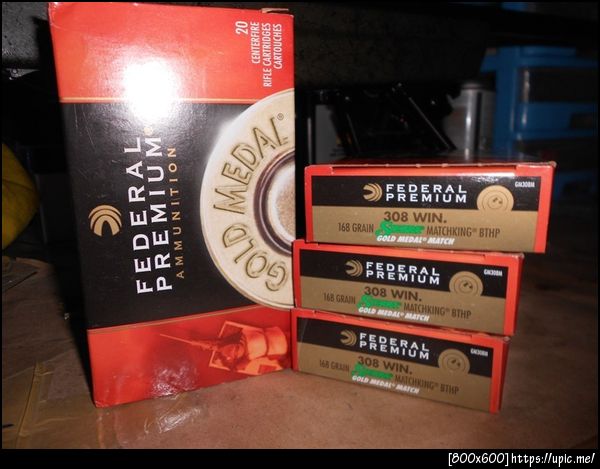 20
CENTERFIRE
RIFLE CARTRIDGES
CARTOUCHES
FEDERAL
PREMIUM®
AMMUNITION
GOLD MEDAL®
FEDERAL
PREMIUM
GM308M
308 WIN.
168 GRAIN Sierra MATCHKING® BTHP
GOLD MEDAL® MATCH
FEDERAL
PREMIUM
GM308M
308 WIN.
168 GRAIN Sierra MATCHKING® BTHP
GOLD MEDAL® MATCH
FEDERAL
PREMIUM
GM308M
308 WIN.
168 GRAIN Sierra MATCHKING® BTHP
GOLD MEDAL® MATCH
[800x600]https://upic.me/